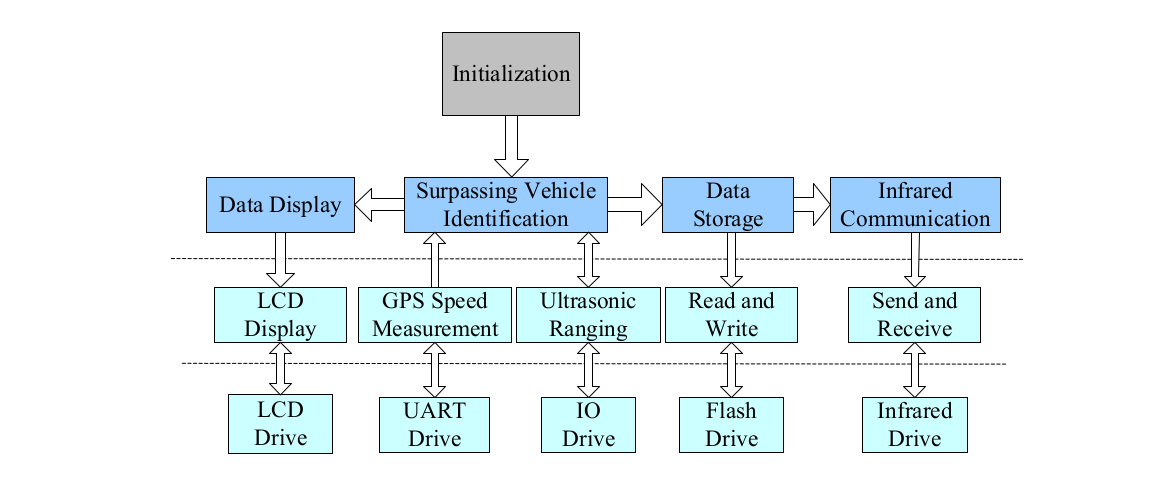 Initialization
Data Display
Surpassing Vehicle
Identification
Data
Storage
Infrared
Communication
LCD
Display
GPS Speed
Measurement
Ultrasonic
Ranging
Read and
Write
Send and
Receive
LCD
Drive
UART
Drive
IO
Drive
Flash
Drive
Infrared
Drive